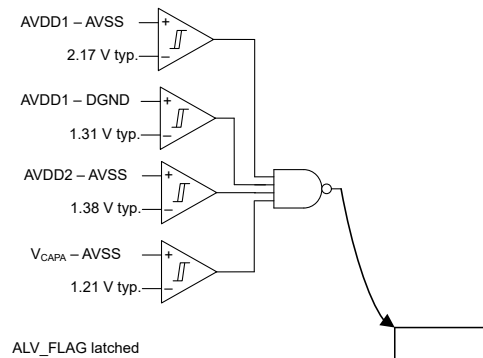 AVDD1 – AVSS
+
2.17 V typ.
–
AVDD1 – DGND
+
1.31 V typ.
–
AVDD2 – AVSS
+
1.38 V typ.
–
VCAPA – AVSS
+
1.21 V typ.
–
ALV_FLAG latched